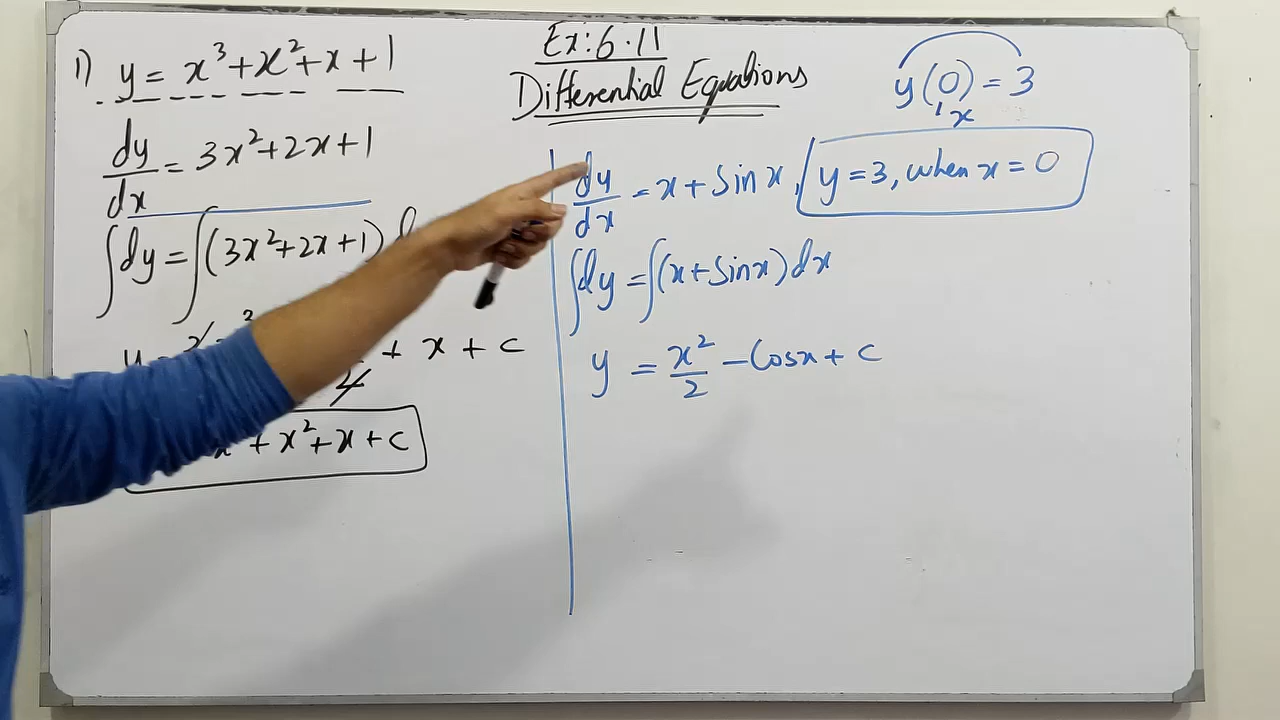 Ex: 6.11
Differential Equations
1) y = x³ + x² + x + 1
dy/dx = 3x² + 2x + 1
∫dy = ∫(3x² + 2x + 1)
+ x + c
x² + x + c
y(0) = 3
x
dy/dx = x + Sin x, y = 3, when x = 0
∫dy = ∫(x + Sinx) dx
y = x²/2 - Cosx + c